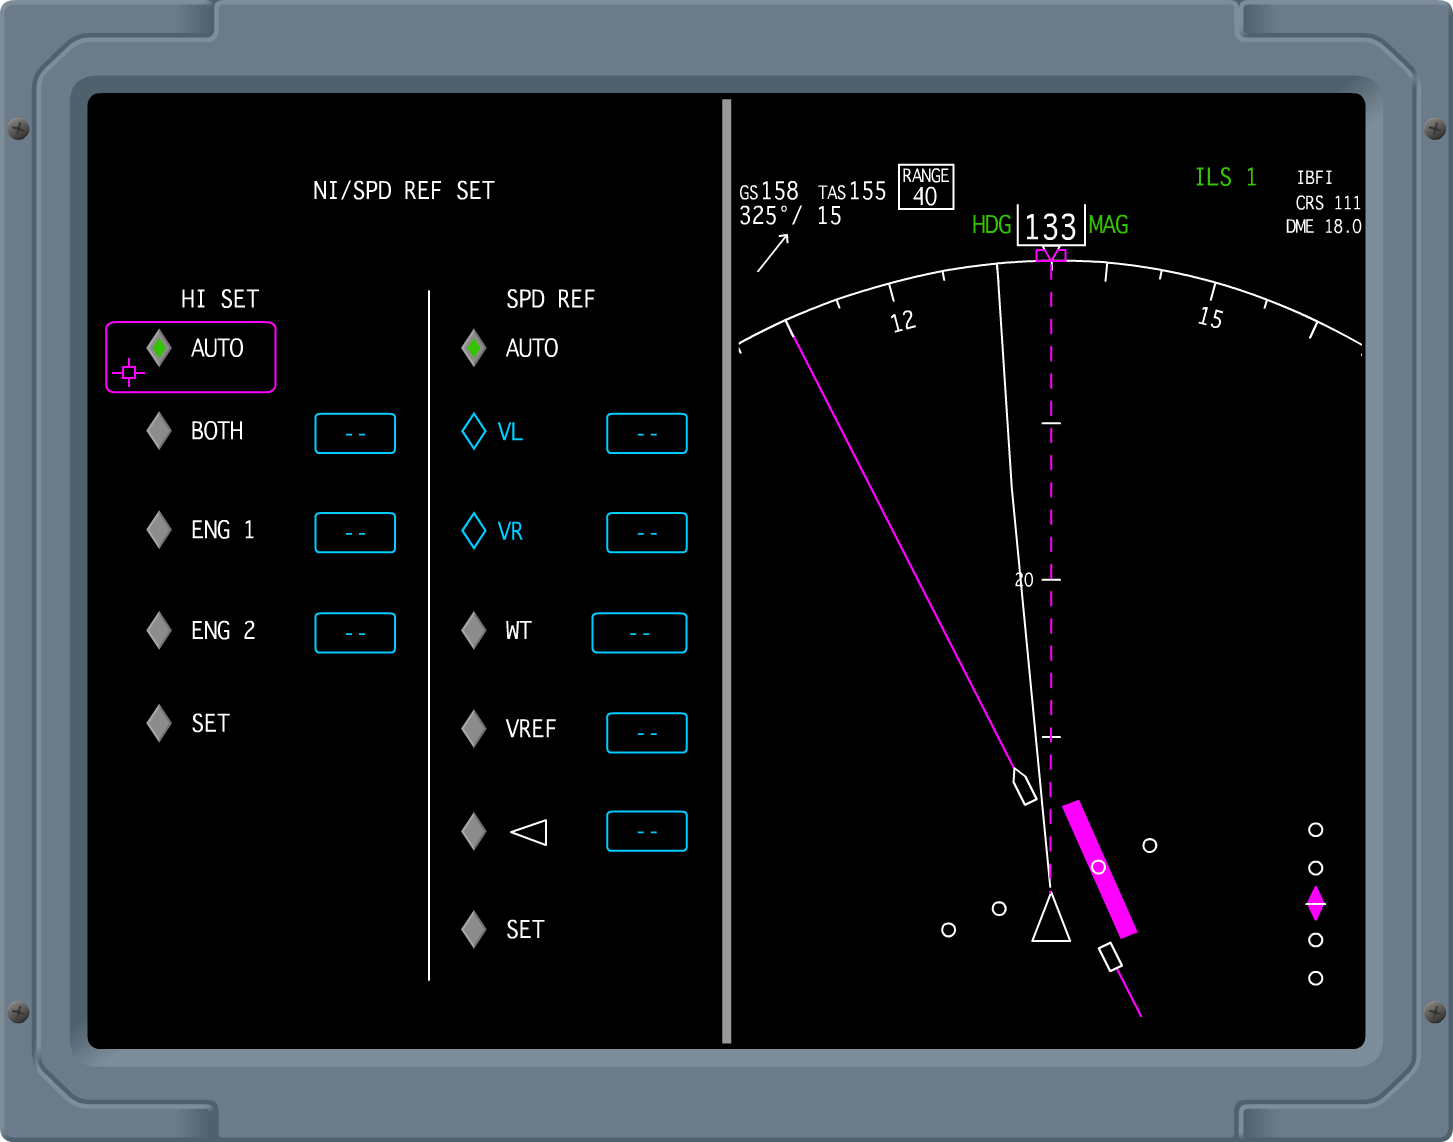 NI/SPD REF SET
HI SET
AUTO
BOTH --
ENG 1 --
ENG 2 --
SET
SPD REF
AUTO
VL --
VR --
WT --
VREF --
--
SET
GS158 TAS155
325°/ 15
RANGE
40
HDG 133 MAG
ILS 1
IBFI
CRS 111
DME 18.0
12
15
20